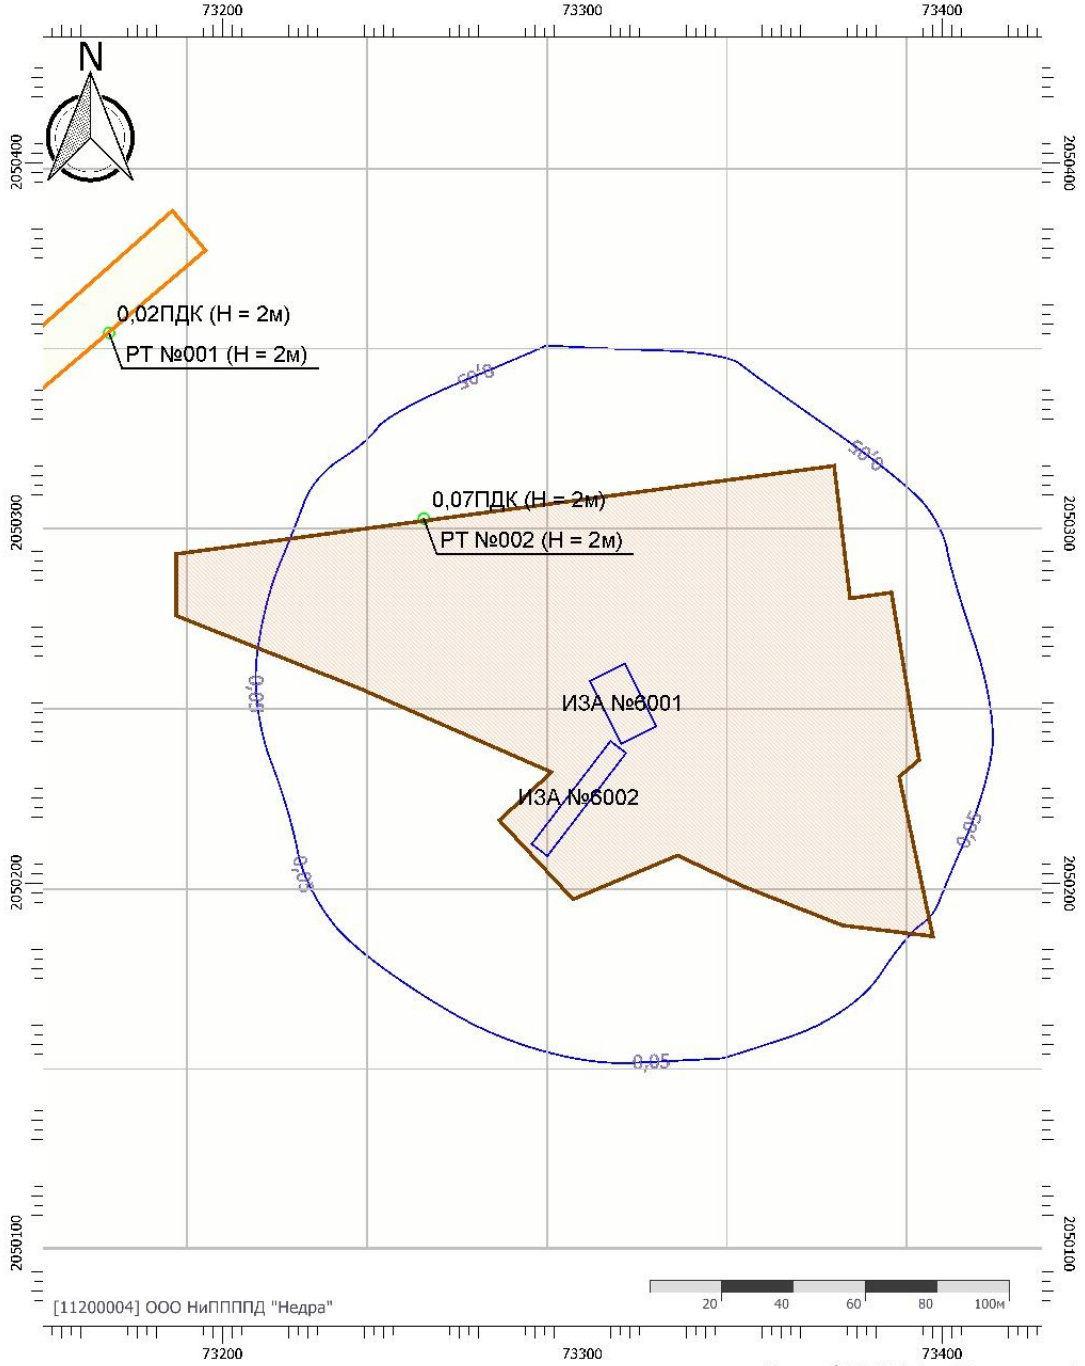 73200 73300 73400
N
2050400 2050400
0,02ПДК (Н = 2м)
РТ №001 (Н = 2м)
0,05
0,05
0,07ПДК (Н = 2м)
РТ №002 (Н = 2м)
2050300 2050300
0,05
ИЗА №6001
ИЗА №6002
0,05
0,05
2050200 2050200
0,05
2050100 2050100
[11200004] ООО НиППППД "Недра"
20 40 60 80 100м
73200 73300 73400